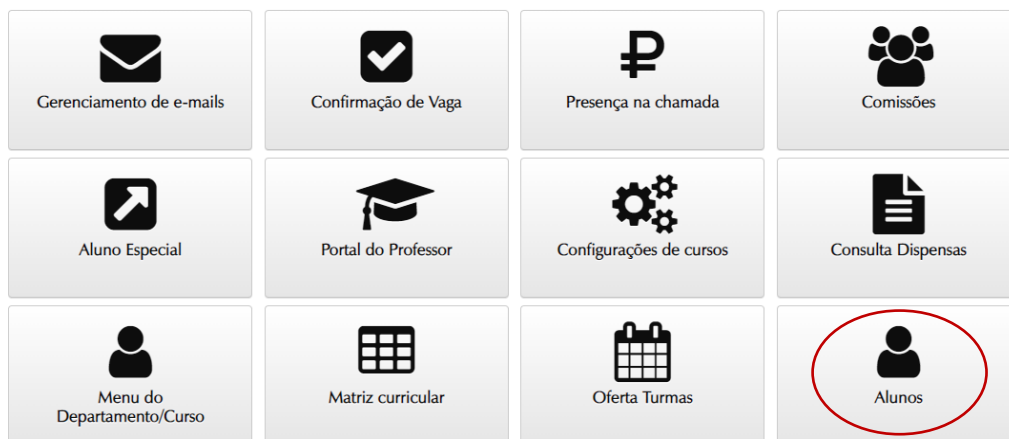 Gerenciamento de e-mails
Confirmação de Vaga
Presença na chamada
Comissões
Aluno Especial
Portal do Professor
Configurações de cursos
Consulta Dispensas
Menu do
Departamento/Curso
Matriz curricular
Oferta Turmas
Alunos